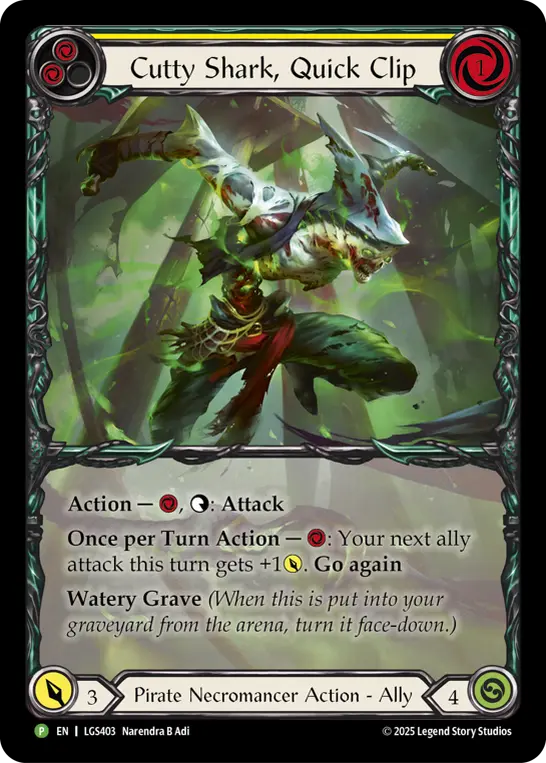 Cutty Shark, Quick Clip
1
Action — , : Attack
Once per Turn Action — : Your next ally
attack this turn gets +1. Go again
Watery Grave (When this is put into your
graveyard from the arena, turn it face-down.)
3
Pirate Necromancer Action - Ally
4
P EN | LGS403 Narendra B Adi
© 2025 Legend Story Studios